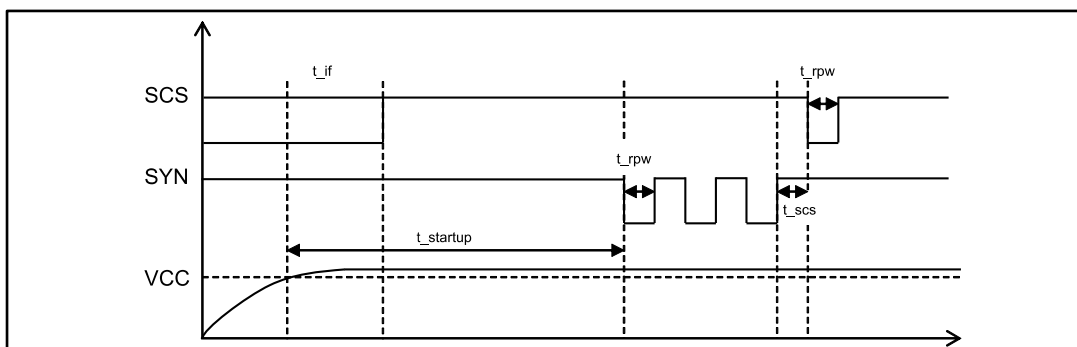 t_if
t_rpw
SCS
t_rpw
SYN
t_scs
t_startup
VCC